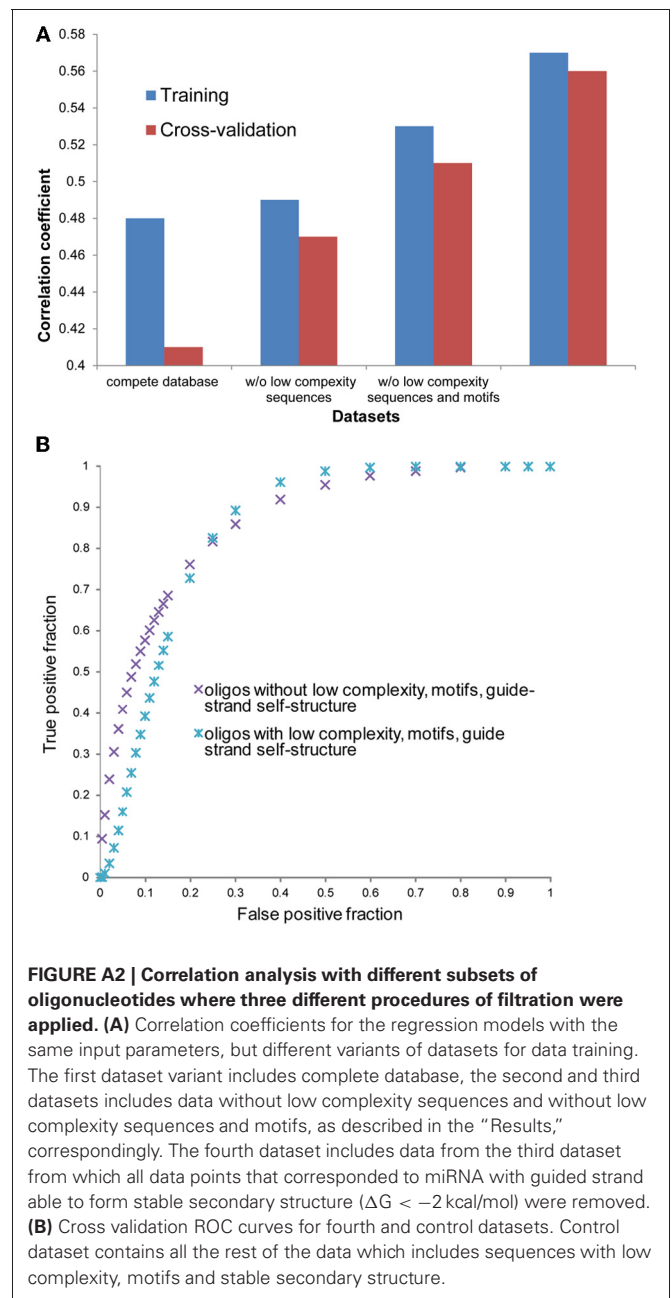 A
0.58
0.56
0.54
0.52
0.5
0.48
0.46
0.44
0.42
0.4
Correlation coefficient
Training
Cross-validation
compete database
w/o low compexity
sequences
w/o low compexity
sequences and motifs
Datasets
B
1
0.9
0.8
0.7
0.6
0.5
0.4
0.3
0.2
0.1
0
True positive fraction
oligos without low complexity, motifs, guide-
strand self-structure
oligos with low complexity, motifs, guide
strand self-structure
0 0.1 0.2 0.3 0.4 0.5 0.6 0.7 0.8 0.9 1
False positive fraction
FIGURE A2 | Correlation analysis with different subsets of
oligonucleotides where three different procedures of filtration were
applied. (A) Correlation coefficients for the regression models with the
same input parameters, but different variants of datasets for data training.
The first dataset variant includes complete database, the second and third
datasets includes data without low complexity sequences and without low
complexity sequences and motifs, as described in the “Results,”
correspondingly. The fourth dataset includes data from the third dataset
from which all data points that corresponded to miRNA with guided strand
able to form stable secondary structure (ΔG < −2 kcal/mol) were removed.
(B) Cross validation ROC curves for fourth and control datasets. Control
dataset contains all the rest of the data which includes sequences with low
complexity, motifs and stable secondary structure.